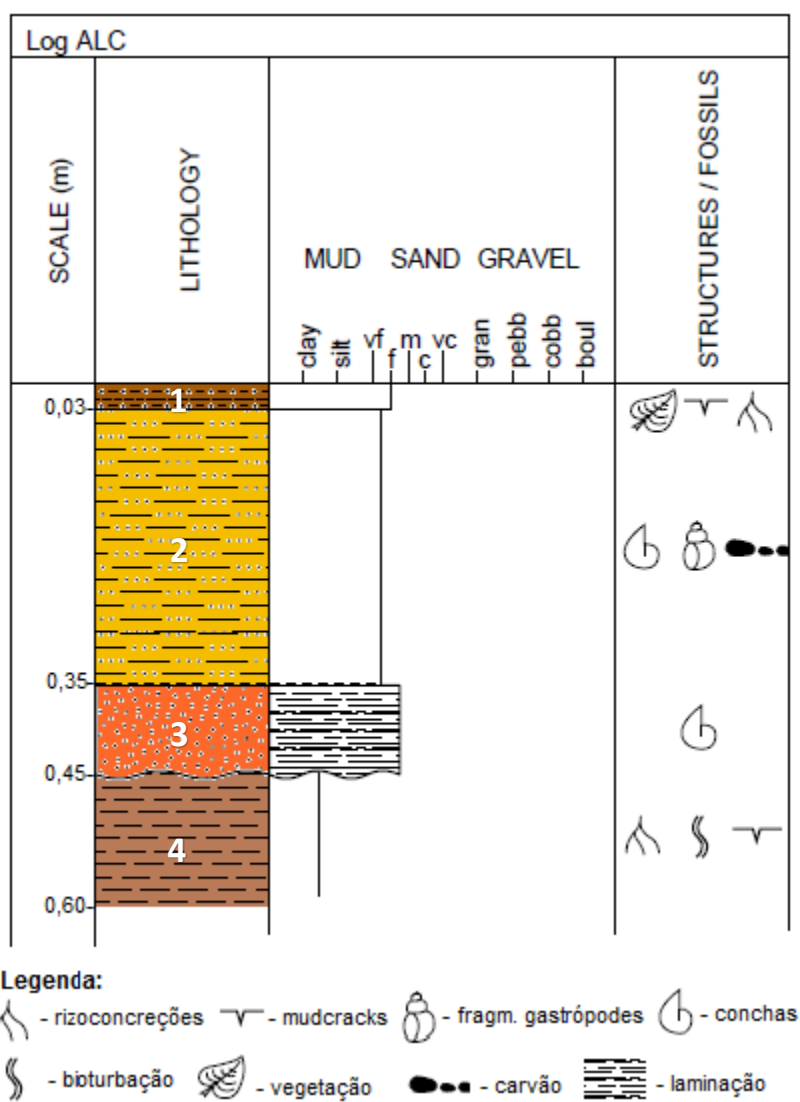 Log ALC
SCALE (m)
LITHOLOGY
MUD SAND GRAVEL
clay silt vf f m c vc gran pebb cobb boul
STRUCTURES / FOSSILS
1
0,03
2
0,35
3
0,45
4
0,60
Legenda:
- rizoconcreções - mudcracks - fragm. gastrópodes - conchas
- bioturbação - vegetação - carvão - laminação